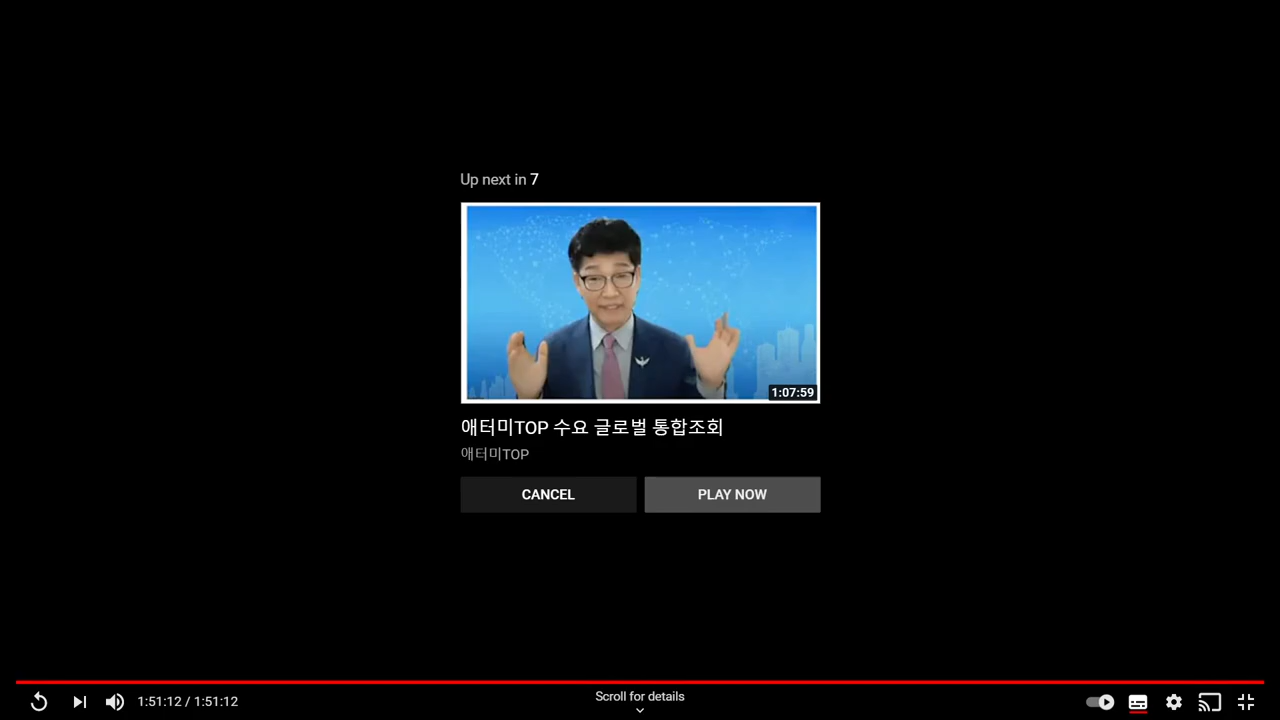 Up next in 7
1:07:59
애터미TOP 수요 글로벌 통합조회
애터미TOP
CANCEL
PLAY NOW
Scroll for details
1:51:12 / 1:51:12